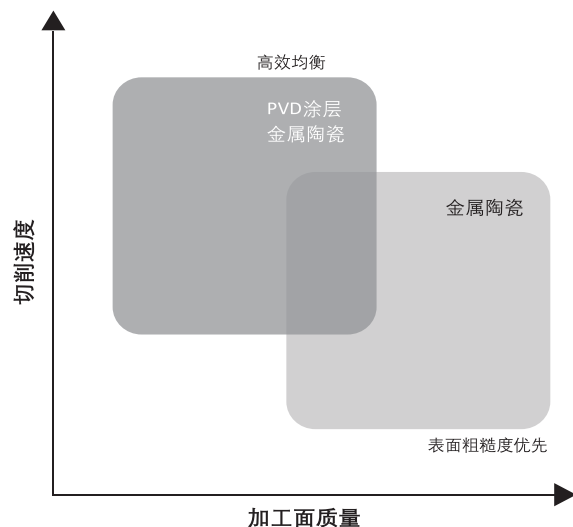 高效均衡
PVD涂层
金属陶瓷
金属陶瓷
切削速度
表面粗糙度优先
加工面质量